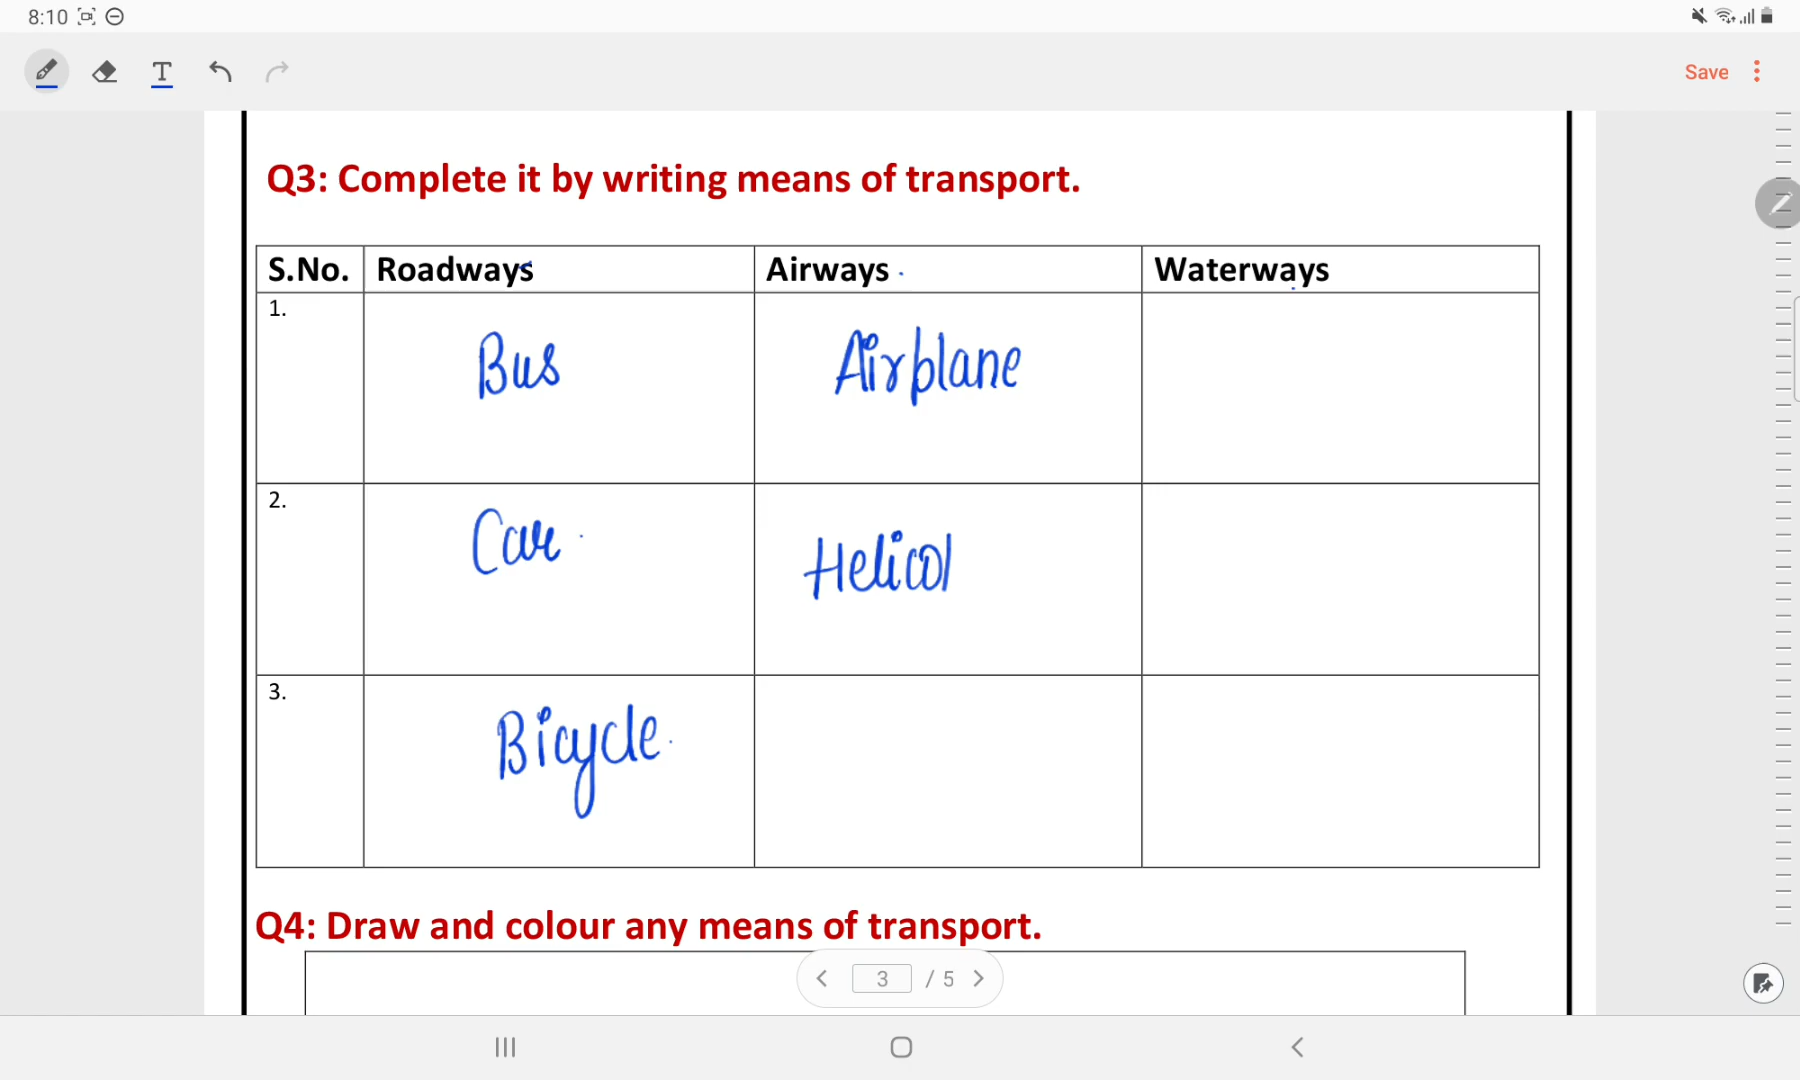 8:10
Save
Q3: Complete it by writing means of transport.
S.No. Roadways Airways Waterways
1. Bus Airplane
2. Car Helicol
3. Bicycle
Q4: Draw and colour any means of transport.
3 / 5